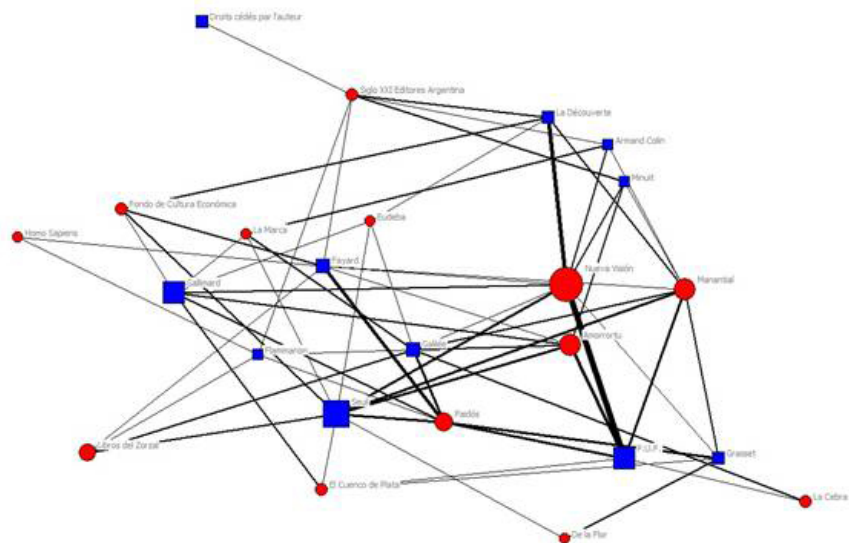 Droits cédés par l'auteur
Siglo XXI Editores Argentina
La Découverte
Armand Colin
Minuit
Fondo de Cultura Económica
La Marca
Eudeba
Homo Sapiens
Fayard
Nueva Visión
Manantial
Gallimard
Amorrortu
Flammarion
Galilée
Seuil
Paidós
Libros del Zorzal
P.U.F.
Grasset
El Cuenco de Plata
La Cebra
De la Flor